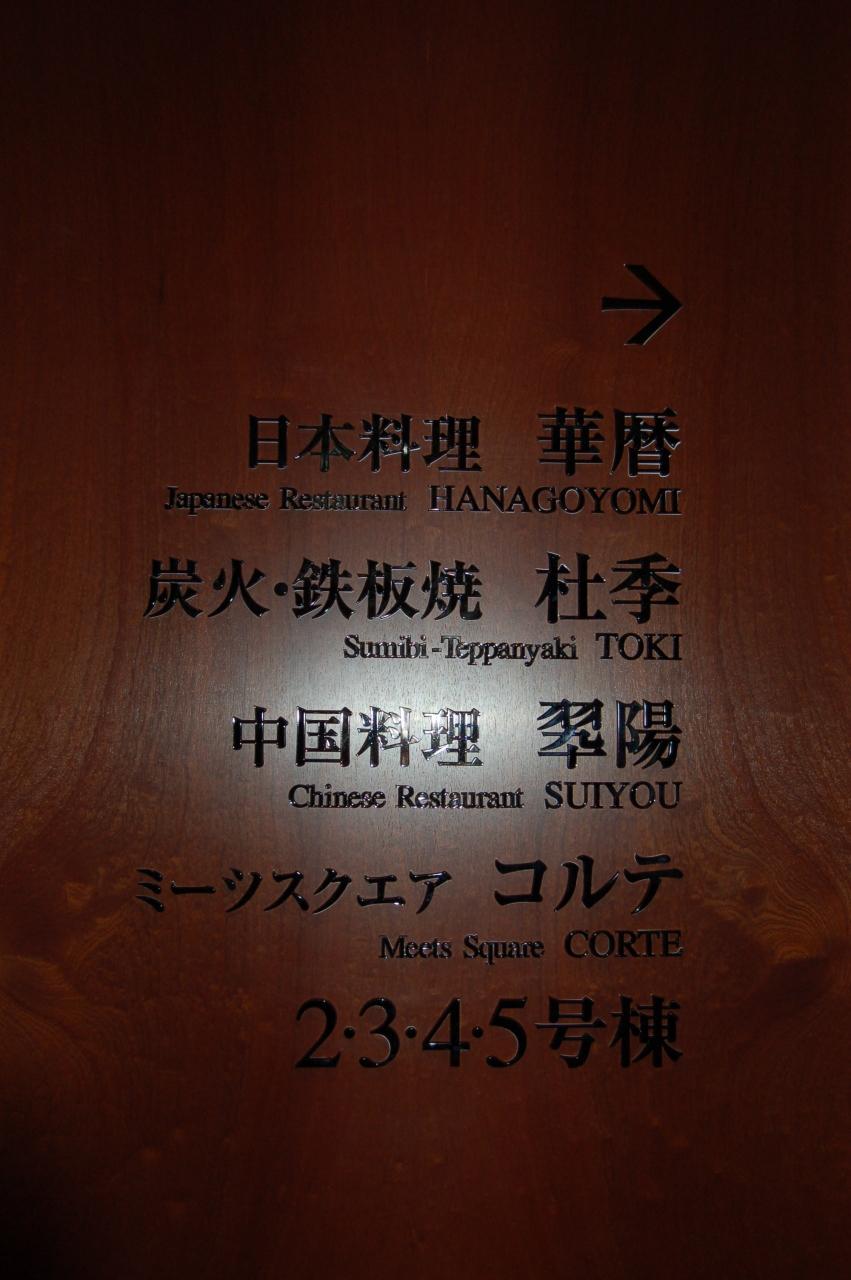 →
日本料理 華暦
Japanese Restaurant HANAGOYOMI
炭火・鉄板焼 杜季
Sumibi-Teppanyaki TOKI
中国料理 翆陽
Chinese Restaurant SUIYOU
ミーツスクエア コルテ
Meets Square CORTE
2・3・4・5号棟